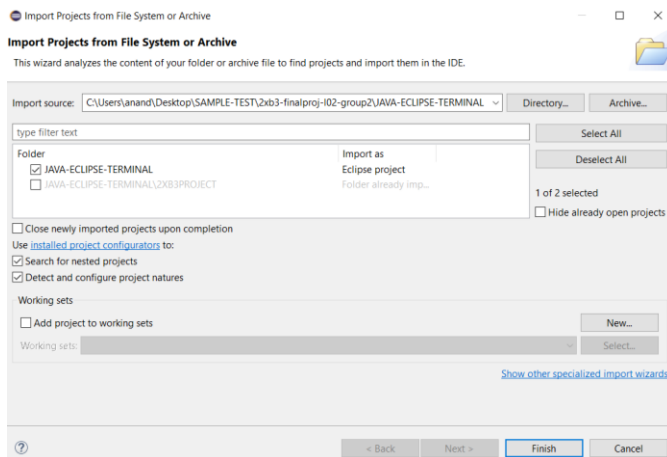 Import Projects from File System or Archive
Import Projects from File System or Archive
This wizard analyzes the content of your folder or archive file to find projects and import them in the IDE.
Import source: C:\Users\anand\Desktop\SAMPLE-TEST\2xb3-finalproj-l02-group2\JAVA-ECLIPSE-TERMINAL Directory... Archive...
type filter text Select All
Folder Import as
JAVA-ECLIPSE-TERMINAL Eclipse project
Deselect All
JAVA-ECLIPSE-TERMINAL\2XB3PROJECT Folder already imp...
1 of 2 selected
Hide already open projects
Close newly imported projects upon completion
Use installed project configurators to:
Search for nested projects
Detect and configure project natures
Working sets
Add project to working sets New...
Working sets: Select...
Show other specialized import wizards
? < Back Next > Finish Cancel